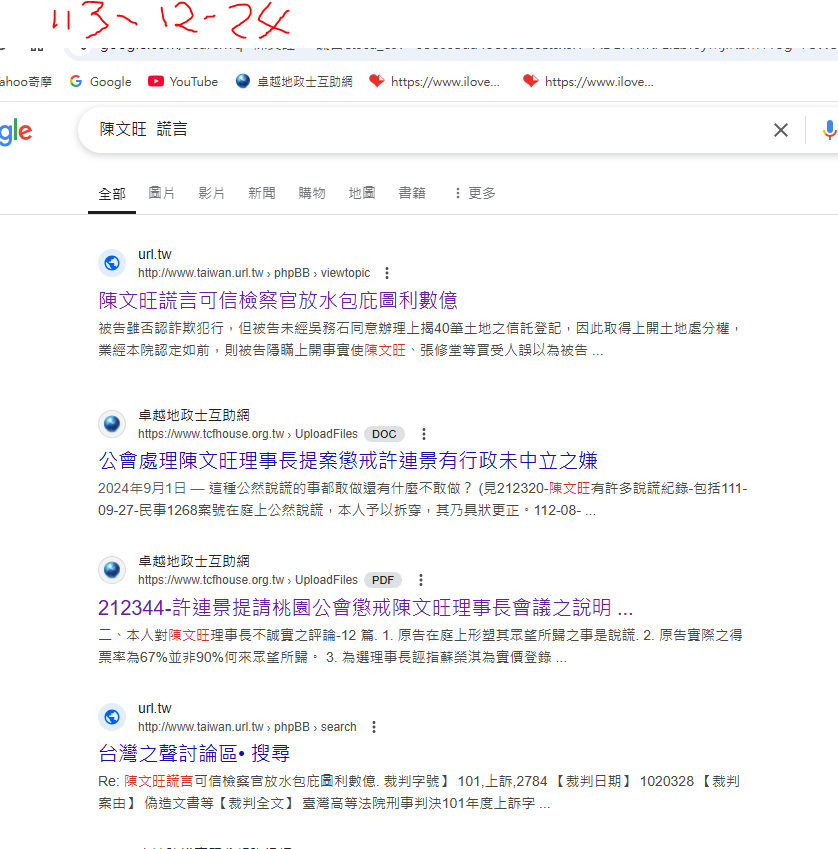 113、12-24
ahoo奇摩 Google YouTube 卓越地政士互助網 https://www.ilove... https://www.ilove...
gle 陳文旺 謊言
全部 圖片 影片 新聞 購物 地圖 書籍 更多
url.tw
http://www.taiwan.url.tw › phpBB › viewtopic
陳文旺謊言可信檢察官放水包庇圖利數億
被告雖否認詐欺犯行，但被告未經吳務石同意辦理上揭40筆土地之信託登記，因此取得上開土地處分權，
業經本院認定如前，則被告隱瞞上開事實使陳文旺、張修堂等買受人誤以為被告 ...
卓越地政士互助網
https://www.tcfhouse.org.tw › UploadFiles DOC
公會處理陳文旺理事長提案懲戒許連景有行政未中立之嫌
2024年9月1日 — 這種公然說謊的事都敢做還有什麼不敢做？ (見212320-陳文旺有許多說謊紀錄-包括111-
09-27-民事1268案號在庭上公然說謊，本人予以拆穿，其乃具狀更正。112-08- ...
卓越地政士互助網
https://www.tcfhouse.org.tw › UploadFiles PDF
212344-許連景提請桃園公會懲戒陳文旺理事長會議之說明 ...
二、本人對陳文旺理事長不誠實之評論-12 篇. 1. 原告在庭上形塑其眾望所歸之事是說謊. 2. 原告實際之得
票率為67%並非90%何來眾望所歸。 3. 為選理事長誣指蘇榮淇為實價登錄 ...
url.tw
http://www.taiwan.url.tw › phpBB › search
台灣之聲討論區• 搜尋
Re: 陳文旺謊言可信檢察官放水包庇圖利數億. 裁判字號】 101,上訴,2784 【裁判日期】 1020328 【裁判
案由】 偽造文書等【裁判全文】 臺灣高等法院刑事判決101年度上訴字 ...